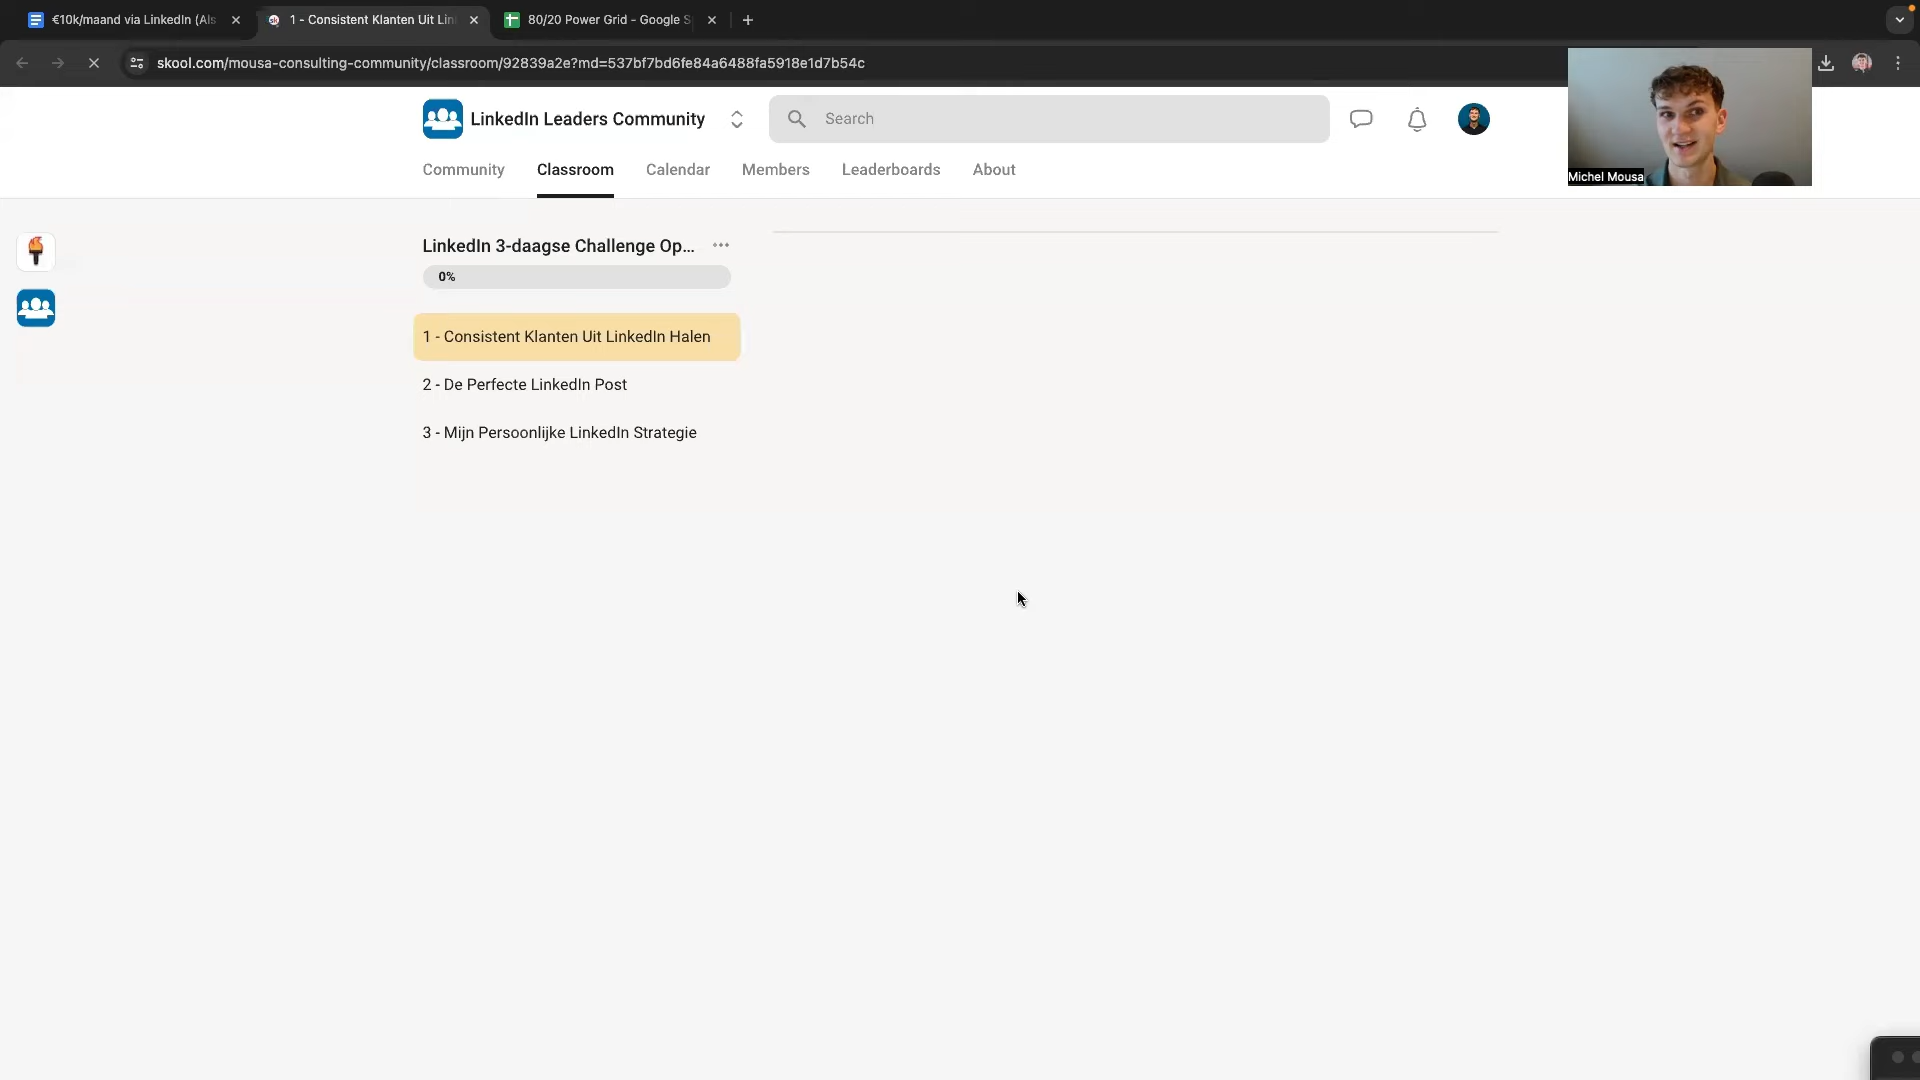 €10k/maand via LinkedIn (Als
1 - Consistent Klanten Uit Lin
80/20 Power Grid - Google S
skool.com/mousa-consulting-community/classroom/92839a2e?md=537bf7bd6fe84a6488fa5918e1d7b54c
LinkedIn Leaders Community
Search
Community
Classroom
Calendar
Members
Leaderboards
About
Michel Mousa
LinkedIn 3-daagse Challenge Op...
0%
1 - Consistent Klanten Uit LinkedIn Halen
2 - De Perfecte LinkedIn Post
3 - Mijn Persoonlijke LinkedIn Strategie